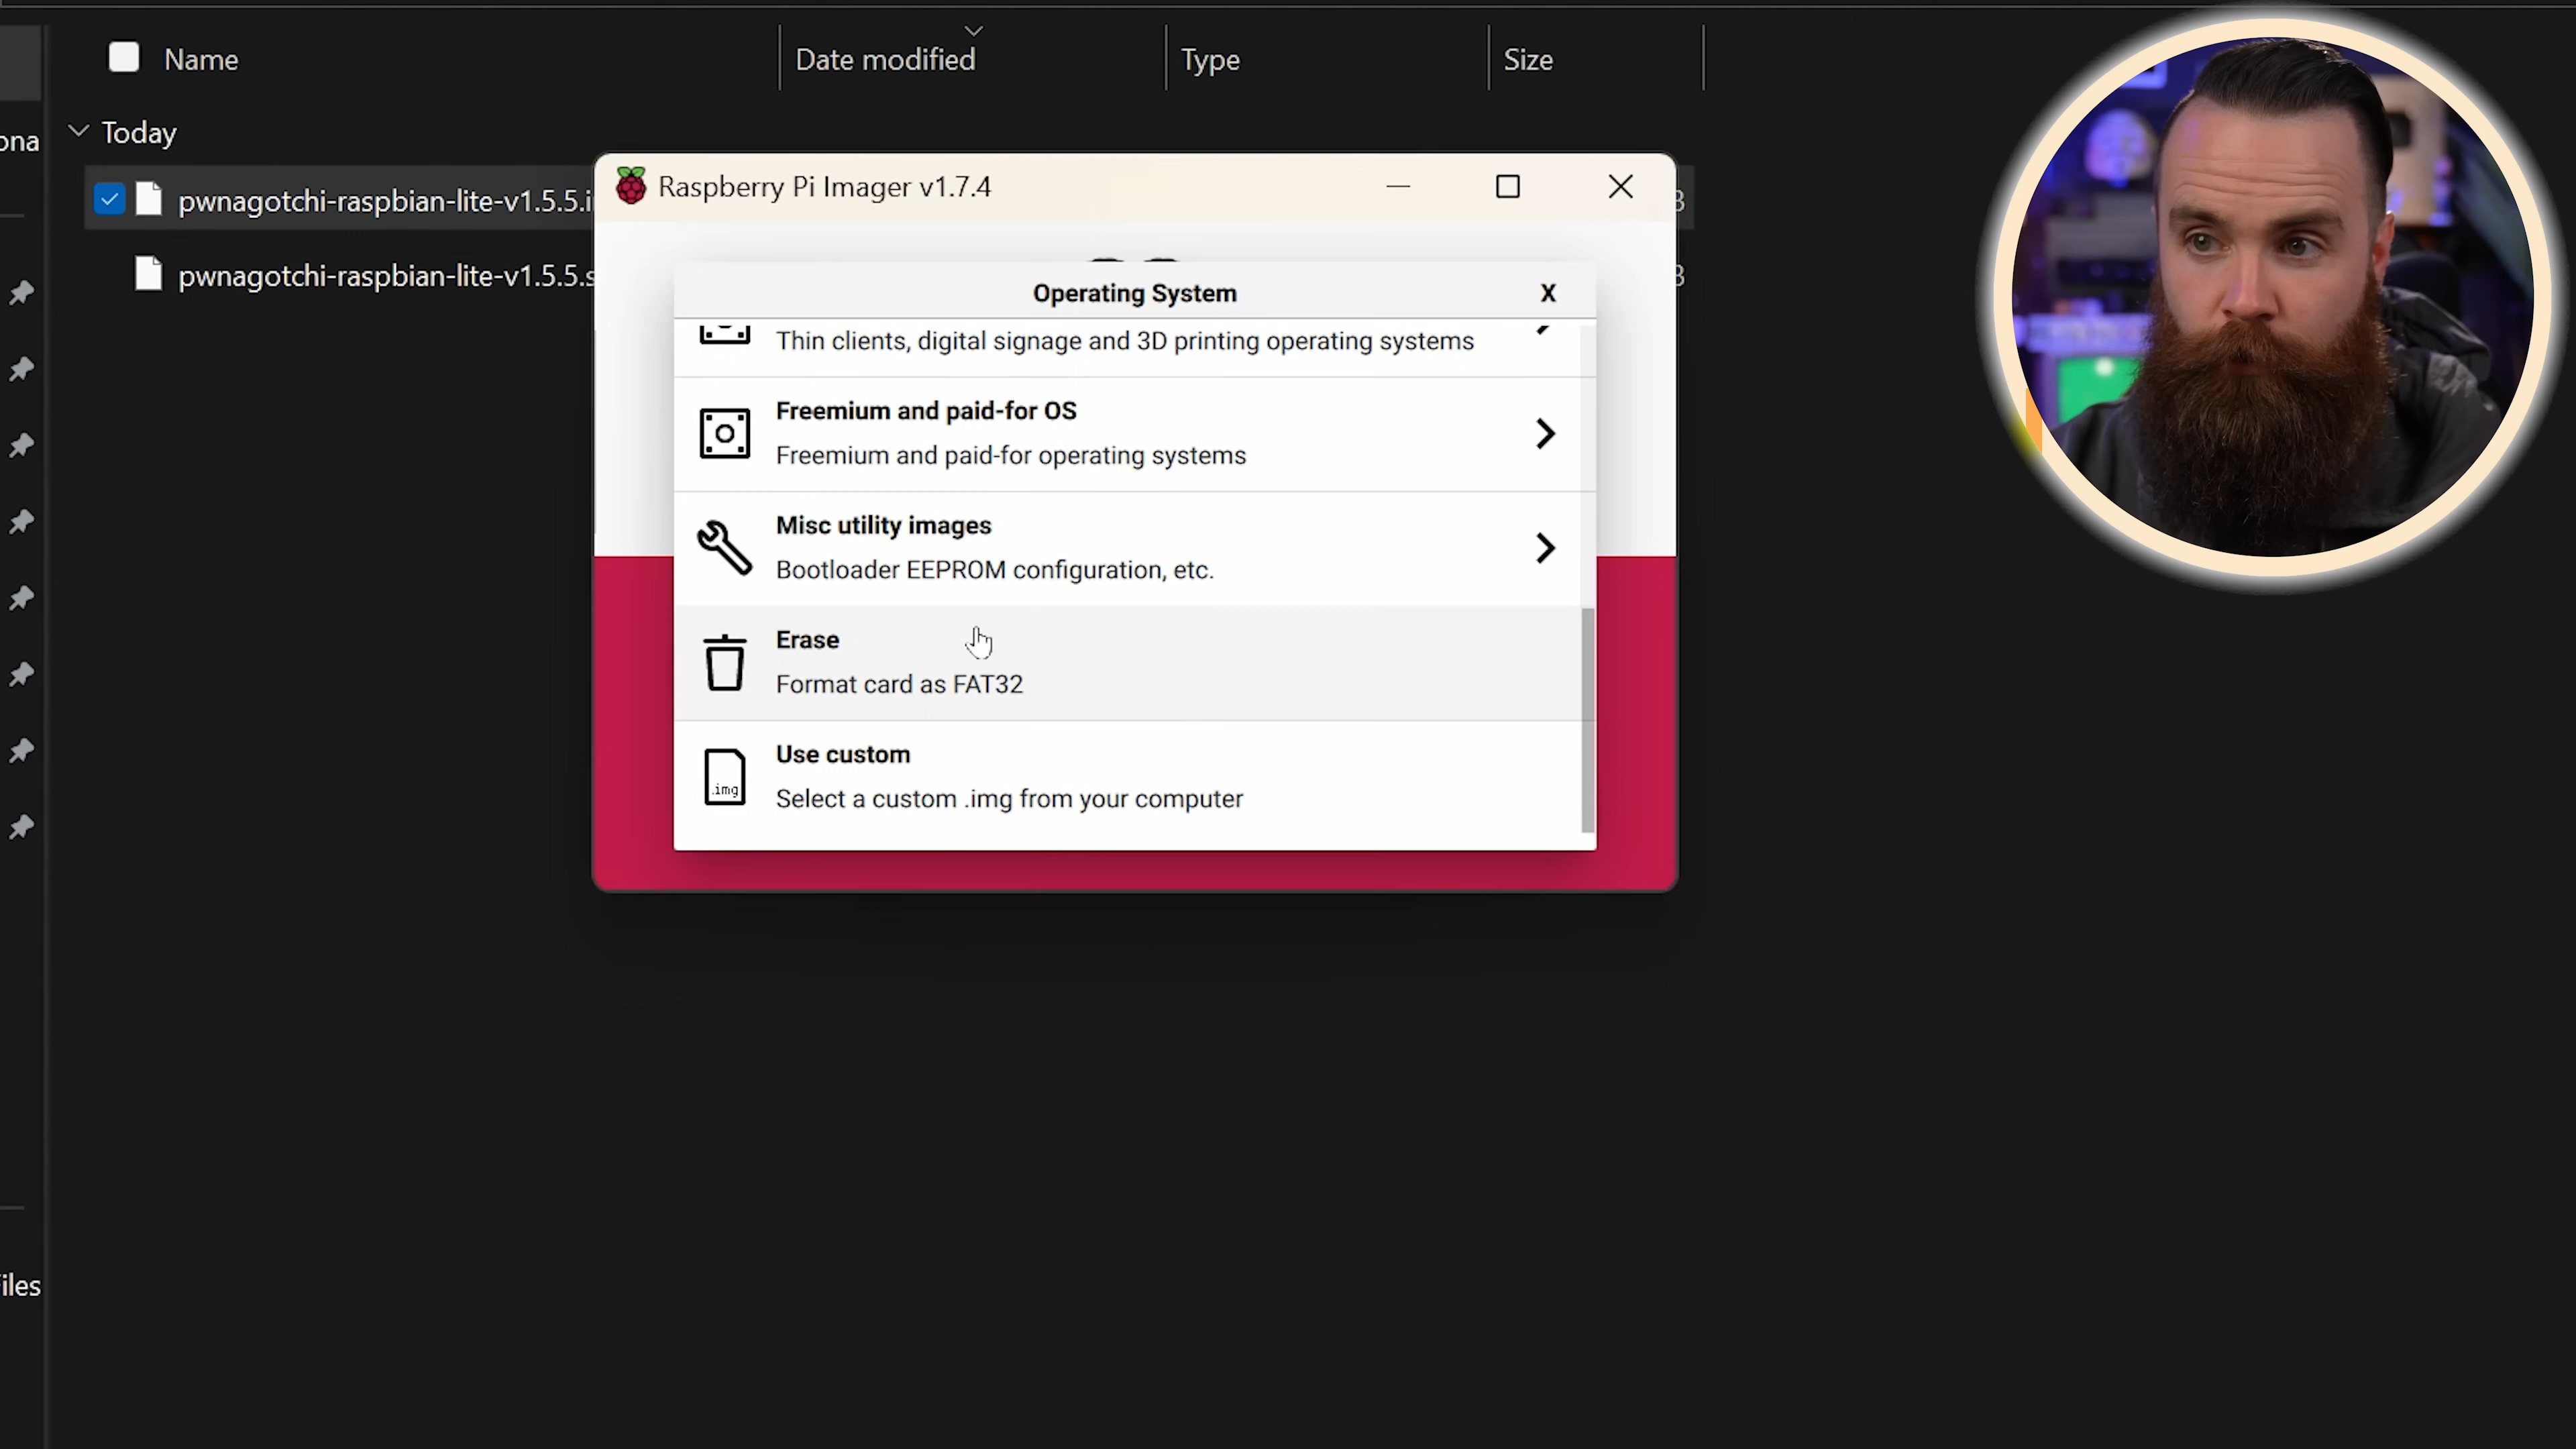 Name
Date modified
Type
Size
ona
Today
pwnagotchi-raspbian-lite-v1.5.5.i
pwnagotchi-raspbian-lite-v1.5.5.s
Raspberry Pi Imager v1.7.4
Operating System
X
Thin clients, digital signage and 3D printing operating systems
Freemium and paid-for OS
Freemium and paid-for operating systems
Misc utility images
Bootloader EEPROM configuration, etc.
Erase
Format card as FAT32
Use custom
.img
Select a custom .img from your computer
iles